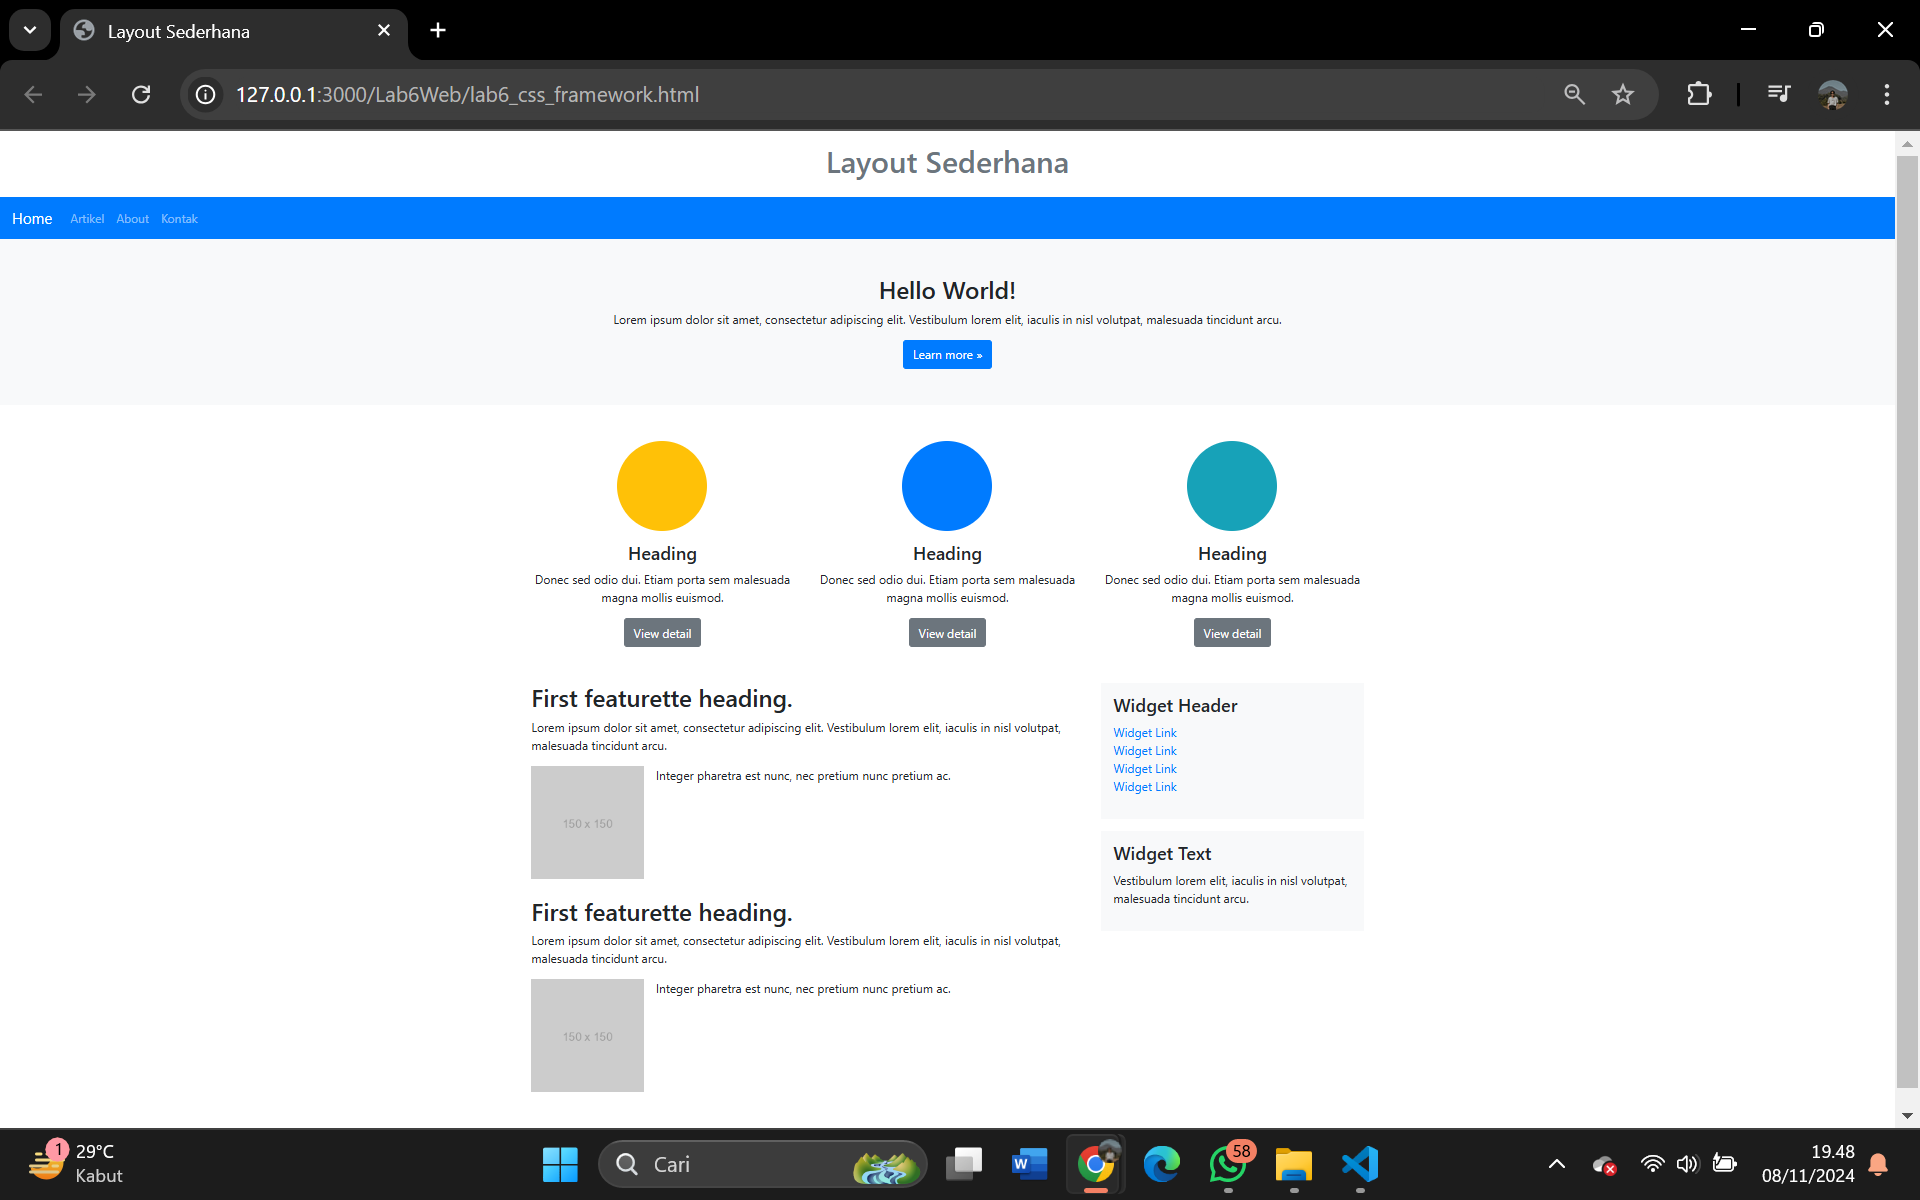 Layout Sederhana
127.0.0.1:3000/Lab6Web/lab6_css_framework.html
Layout Sederhana
Home Artikel About Kontak
Hello World!
Lorem ipsum dolor sit amet, consectetur adipiscing elit. Vestibulum lorem elit, iaculis in nisl volutpat, malesuada tincidunt arcu.
Learn more »
Heading
Donec sed odio dui. Etiam porta sem malesuada
magna mollis euismod.
View detail
Heading
Donec sed odio dui. Etiam porta sem malesuada
magna mollis euismod.
View detail
Heading
Donec sed odio dui. Etiam porta sem malesuada
magna mollis euismod.
View detail
First featurette heading.
Lorem ipsum dolor sit amet, consectetur adipiscing elit. Vestibulum lorem elit, iaculis in nisl volutpat,
malesuada tincidunt arcu.
150 x 150
Integer pharetra est nunc, nec pretium nunc pretium ac.
First featurette heading.
Lorem ipsum dolor sit amet, consectetur adipiscing elit. Vestibulum lorem elit, iaculis in nisl volutpat,
malesuada tincidunt arcu.
150 x 150
Integer pharetra est nunc, nec pretium nunc pretium ac.
Widget Header
Widget Link
Widget Link
Widget Link
Widget Link
Widget Text
Vestibulum lorem elit, iaculis in nisl volutpat,
malesuada tincidunt arcu.
1
29°C
Kabut
Cari
W
58
19.48
08/11/2024